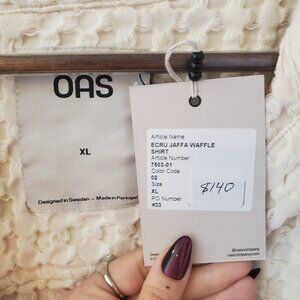 OAS
XL
Designed in Sweden - Made in Portugal
Article Name
ECRU JAFFA WAFFLE
SHIRT
Article Number
7503-01
Color Code
02
Size
XL
PO Number
#33
$140
@oascompany
oascompany.com